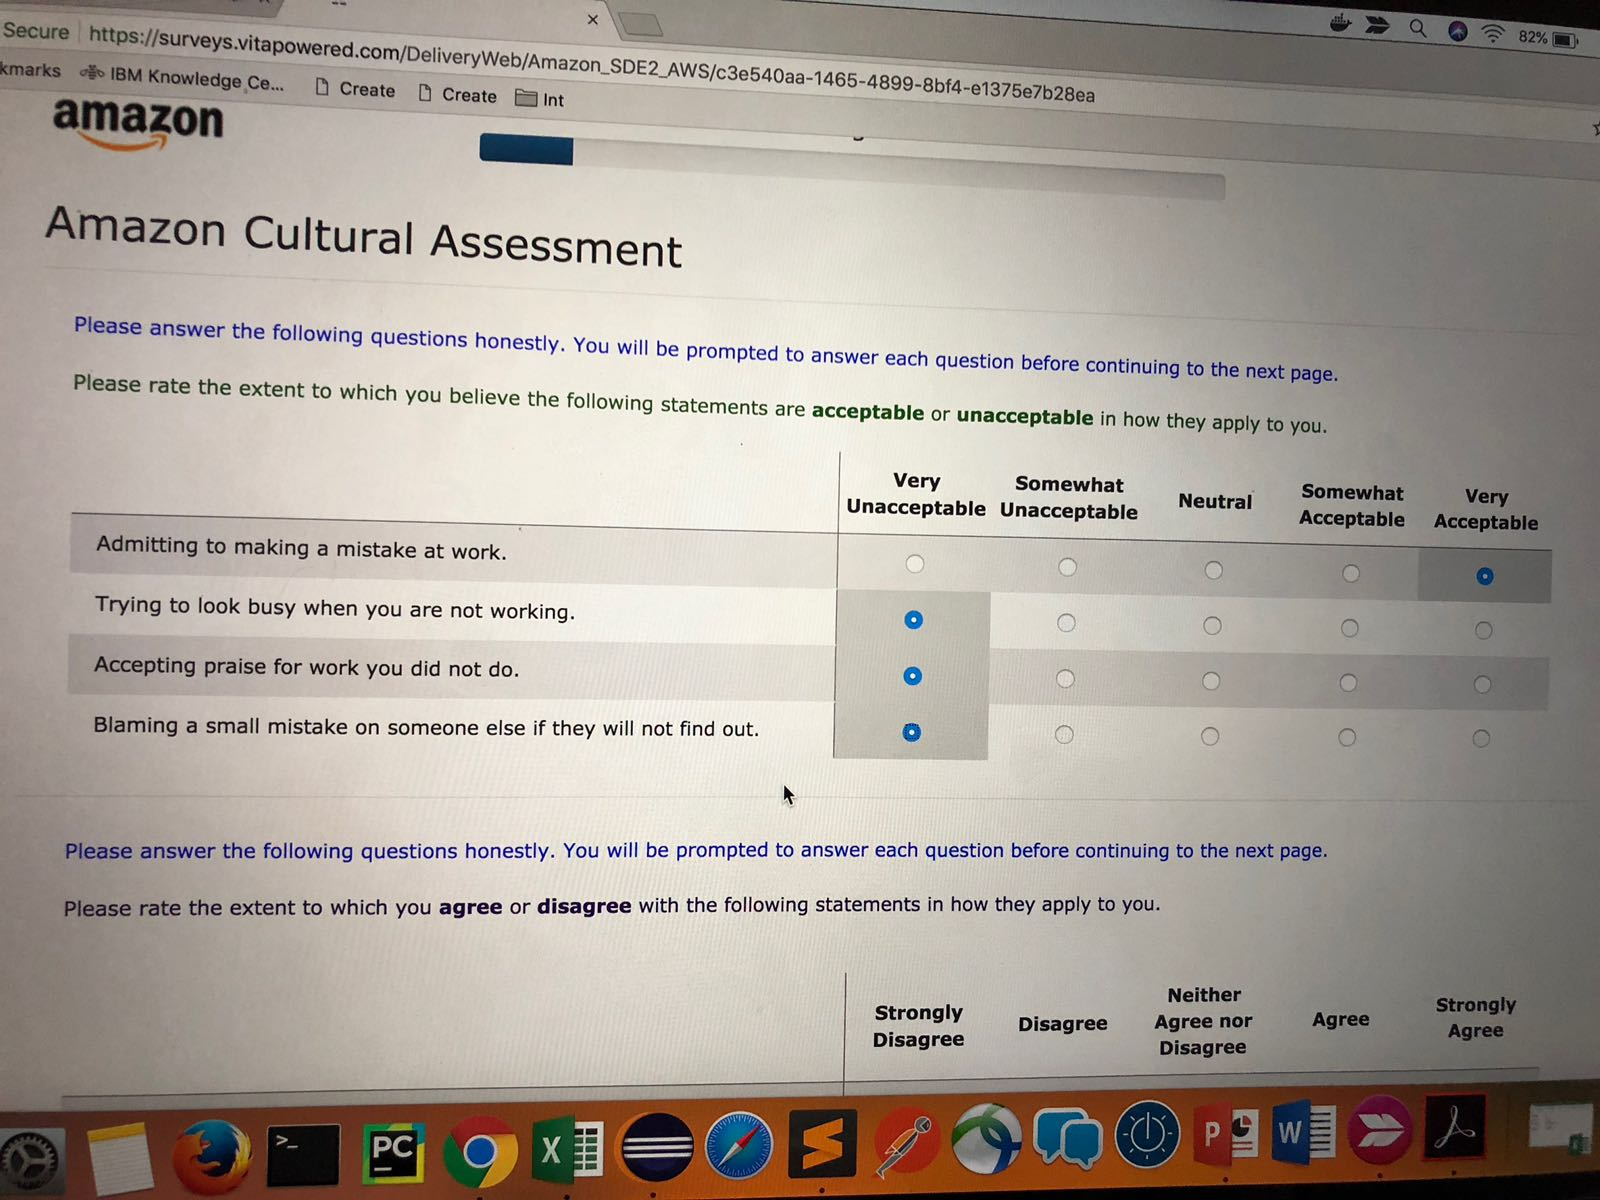 Secure https://surveys.vitapowered.com/DeliveryWeb/Amazon_SDE2_AWS/c3e540aa-1465-4899-8bf4-e1375e7b28ea
82%
kmarks IBM Knowledge Ce... Create Create Int
amazon
Amazon Cultural Assessment
Please answer the following questions honestly. You will be prompted to answer each question before continuing to the next page.
Please rate the extent to which you believe the following statements are acceptable or unacceptable in how they apply to you.
Very Unacceptable Somewhat Unacceptable Neutral Somewhat Acceptable Very Acceptable
Admitting to making a mistake at work.
Trying to look busy when you are not working.
Accepting praise for work you did not do.
Blaming a small mistake on someone else if they will not find out.
Please answer the following questions honestly. You will be prompted to answer each question before continuing to the next page.
Please rate the extent to which you agree or disagree with the following statements in how they apply to you.
Strongly Disagree Disagree Neither Agree nor Disagree Agree Strongly Agree
>_ PC X S P W